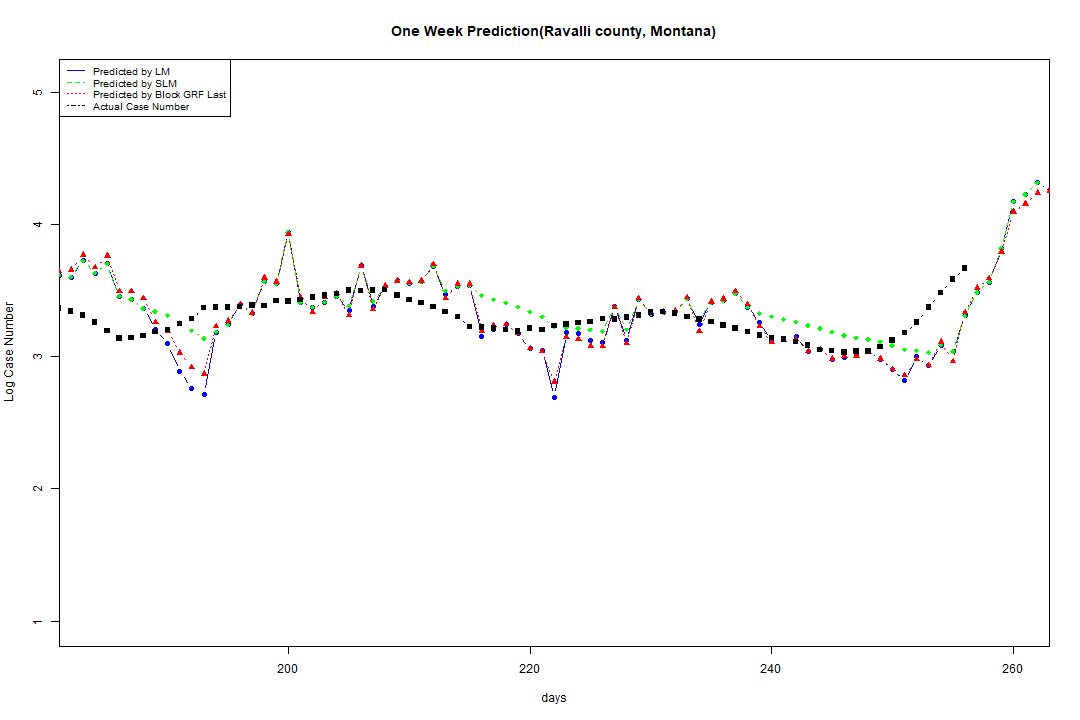 One Week Prediction(Ravalli county, Montana)
Predicted by LM
Predicted by SLM
Predicted by Block GRF Last
Actual Case Number
5
4
3
2
1
Log Case Number
200
220
240
260
days